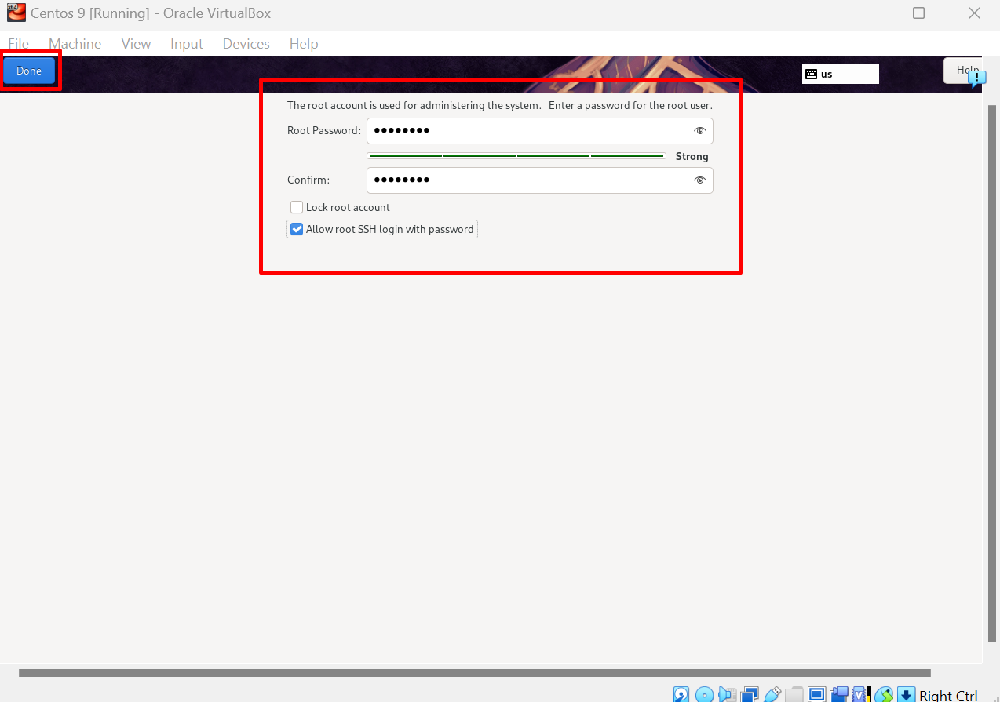 Centos 9 [Running] - Oracle VirtualBox
File Machine View Input Devices Help
Done
us
Help
!
The root account is used for administering the system. Enter a password for the root user.
Root Password: ●●●●●●●●
Strong
Confirm: ●●●●●●●●
Lock root account
Allow root SSH login with password
Right Ctrl